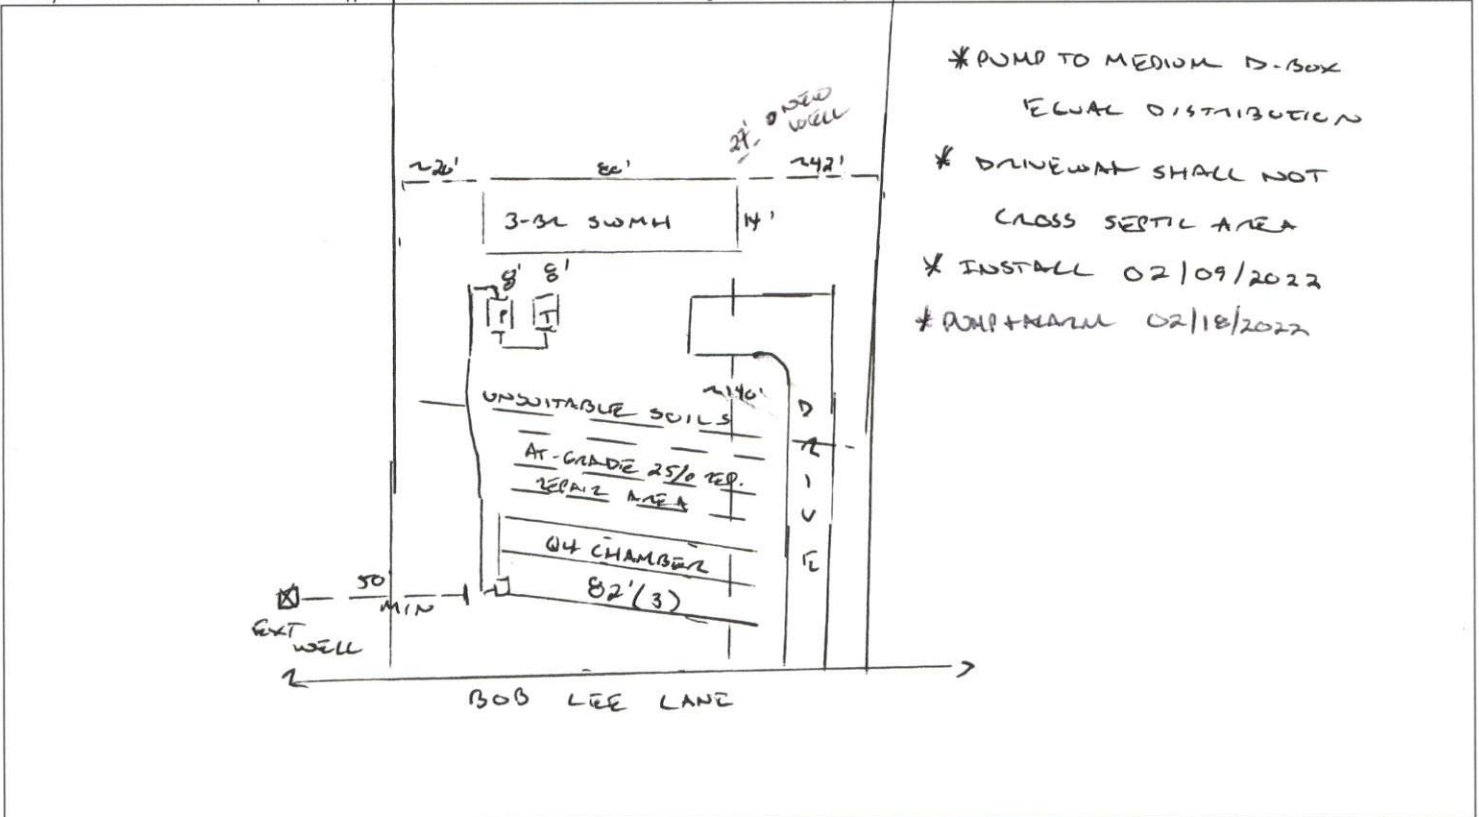 * PUMP TO MEDIUM D-BOX
EQUAL DISTRIBUTION
* DRIVEWAY SHALL NOT
CROSS SEPTIC AREA
* INSTALL 02/09/2022
* PUMP+ALARM 02/18/2022
27'
NEW
WELL
~20'
80'
~42'
3-BR SWMH
14'
8' 8'
P T
~140'
UNSUITABLE SOILS
AT-GRADE 25% RED.
REPAIR AREA
Q4 CHAMBER
82'(3)
DRIVE
50
MIN
EXT
WELL
BOB LEE LANE